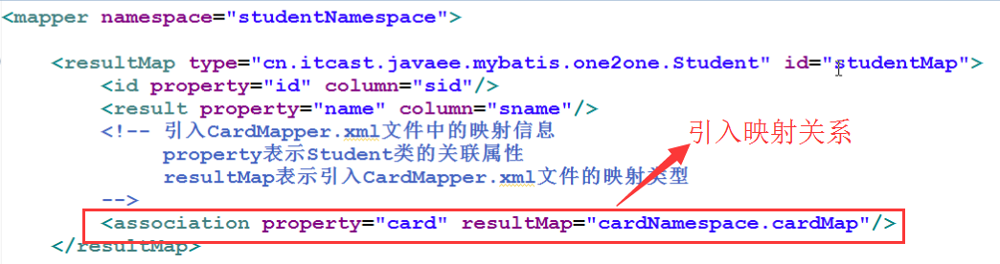 <mapper namespace="studentNamespace">
<resultMap type="cn.itcast.javaee.mybatis.one2one.Student" id="studentMap">
<id property="id" column="sid"/>
<result property="name" column="sname"/>
<!-- 引入CardMapper.xml文件中的映射信息
引入映射关系
property表示Student类的关联属性
resultMap表示引入CardMapper.xml文件的映射类型
-->
<association property="card" resultMap="cardNamespace.cardMap"/>
</resultMap>